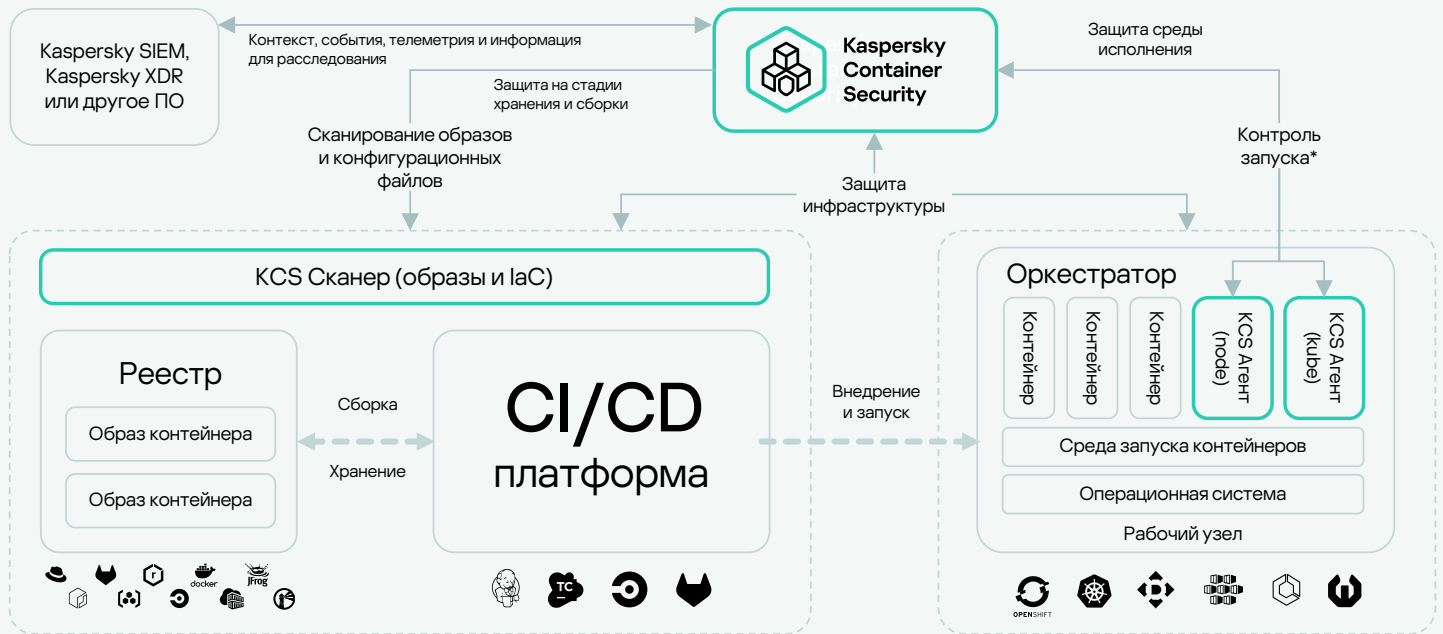 Kaspersky SIEM,
Kaspersky XDR
или другое ПО
Контекст, события, телеметрия и информация
для расследования
Защита на стадии
хранения и сборки
Сканирование образов
и конфигурационных
файлов
Kaspersky
Container
Security
Защита среды
исполнения
Контроль
запуска*
Защита
инфраструктуры
KCS Сканер (образы и IaC)
Реестр
Образ контейнера
Образ контейнера
Сборка
Хранение
CI/CD
платформа
Внедрение
и запуск
Оркестратор
Контейнер
Контейнер
Контейнер
KCS Агент
(node)
KCS Агент
(kube)
Среда запуска контейнеров
Операционная система
Рабочий узел
docker
JFrog
TC
OPENSHIFT